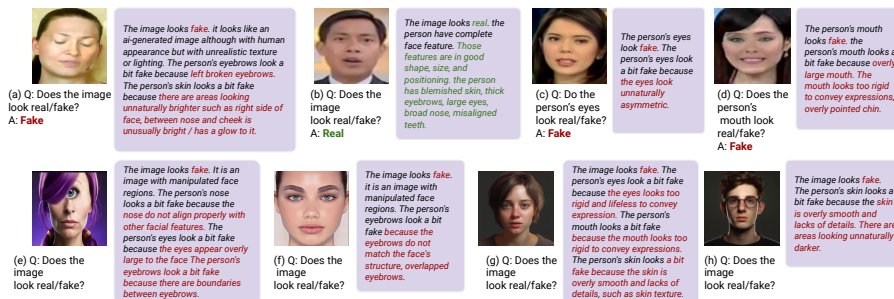 The image looks fake. it looks like an
ai-generated image although with human
appearance but with unrealistic texture
or lighting. The person's eyebrows look a
bit fake because left broken eyebrows.
The person's skin looks a bit fake
because there are areas looking
unnaturally brighter such as right side of
face, between nose and cheek is
unusually bright / has a glow to it.
(a) Q: Does the image
look real/fake?
A: Fake
The image looks real. the
person have complete
face feature. Those
features are in good
shape, size, and
positioning. the person
has blemished skin, thick
eyebrows, large eyes,
broad nose, misaligned
teeth.
(b) Q: Does the
image
look real/fake?
A: Real
The person's eyes
look fake. The
person's eyes look
a bit fake because
the eyes look
unnaturally
asymmetric.
(c) Q: Do the
person's eyes
look real/fake?
A: Fake
The person's mouth
looks fake. the
person's mouth looks a
bit fake because overly
large mouth. The
mouth looks too rigid
to convey expressions,
overly pointed chin.
(d) Q: Does the
person's
mouth look
real/fake?
A: Fake
The image looks fake. It is an
image with manipulated face
regions. The person's nose
looks a bit fake because the
nose do not align properly with
other facial features. The
person's eyes look a bit fake
because the eyes appear overly
large to the face The person's
eyebrows look a bit fake
because there are boundaries
between eyebrows.
(e) Q: Does the
image
look real/fake?
The image looks fake.
it is an image with
manipulated face
regions. The person's
eyebrows look a bit
fake because the
eyebrows do not
match the face's
structure, overlapped
eyebrows.
(f) Q: Does the
image
look real/fake?
The image looks fake. The
person's eyes look a bit fake
because the eyes looks too
rigid and lifeless to convey
expression. The person's
mouth looks a bit fake
because the mouth looks too
rigid to convey expressions.
The person's skin looks a bit
fake because the skin is
overly smooth and lacks of
details, such as skin texture.
(g) Q: Does the
image
look real/fake?
The image looks fake.
The person's skin looks a
bit fake because the skin
is overly smooth and
lacks of details. There are
areas looking unnaturally
darker.
(h) Q: Does the
image
look real/fake?